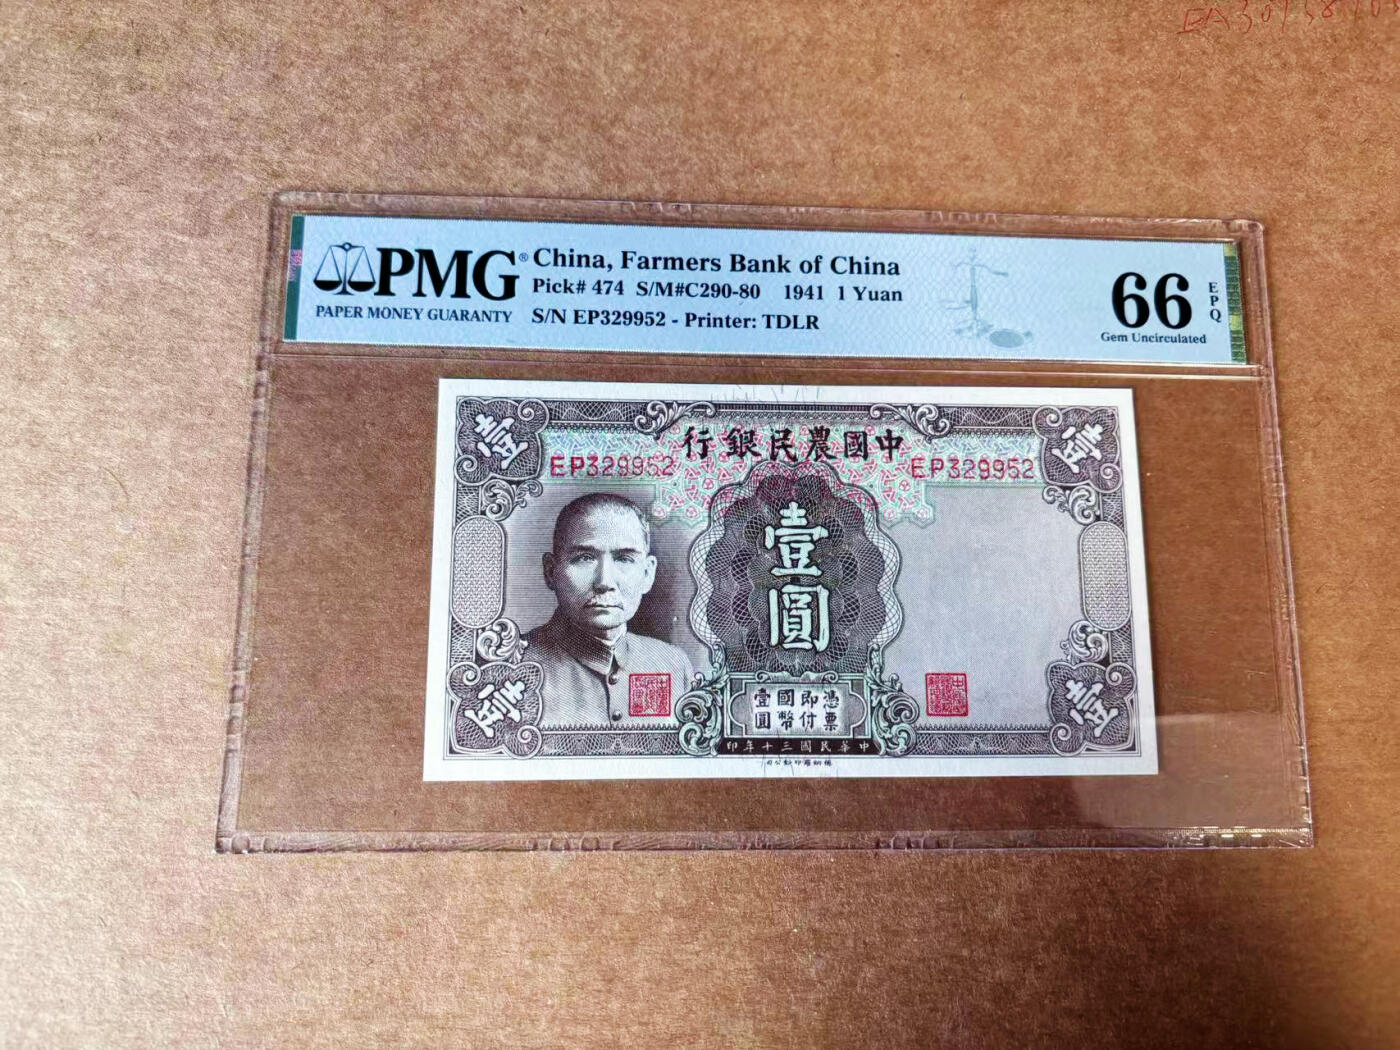 PMG®
PAPER MONEY GUARANTY
China, Farmers Bank of China
Pick# 474 S/M#C290-80 1941 1 Yuan
S/N EP329952 - Printer: TDLR
66
EPQ
Gem Uncirculated
行銀民農國中
壹
壹
EP329952
EP329952
壹圓
憑票
即付
國幣
壹圓
壹
壹
印年十三國民華中